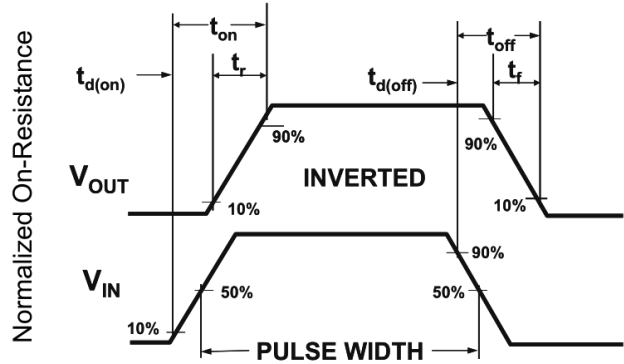 Normalized On-Resistance
t_on
t_off
t_d(on)
t_r
t_d(off)
t_f
90%
90%
V_OUT
INVERTED
10%
10%
V_IN
90%
50%
50%
10%
PULSE WIDTH